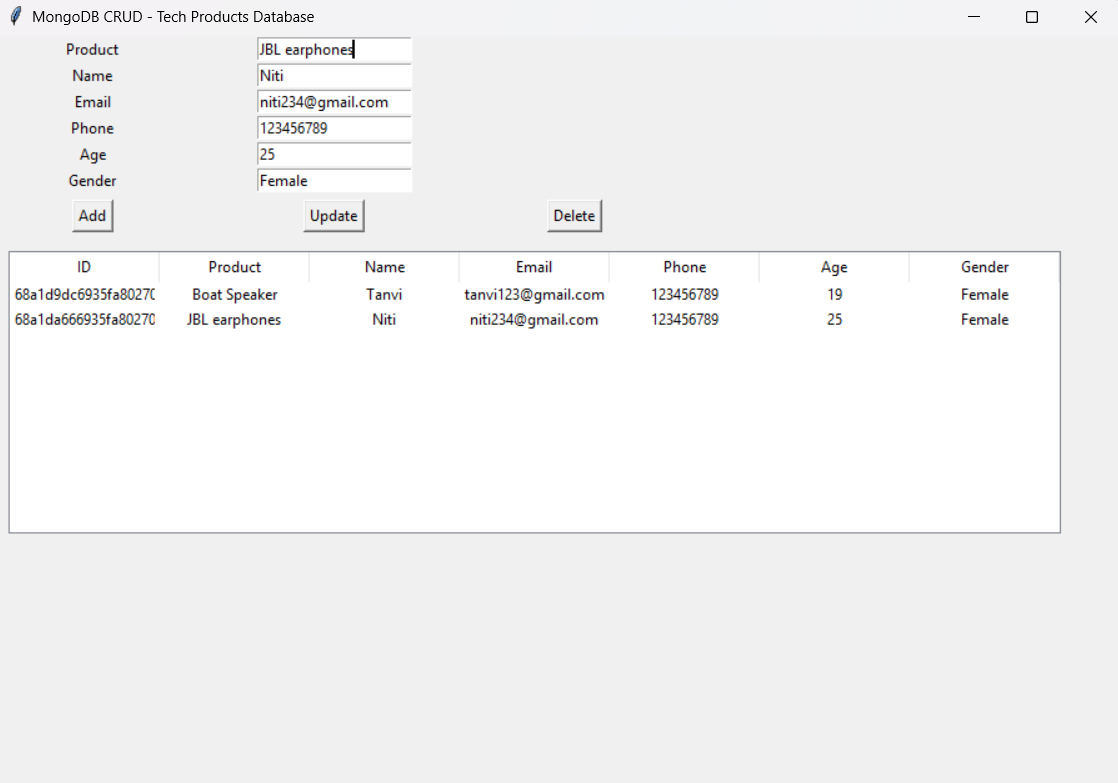 MongoDB CRUD - Tech Products Database
Product JBL earphones
Name Niti
Email niti234@gmail.com
Phone 123456789
Age 25
Gender Female
Add Update Delete
ID Product Name Email Phone Age Gender
68a1d9dc6935fa80270 Boat Speaker Tanvi tanvi123@gmail.com 123456789 19 Female
68a1da666935fa80270 JBL earphones Niti niti234@gmail.com 123456789 25 Female